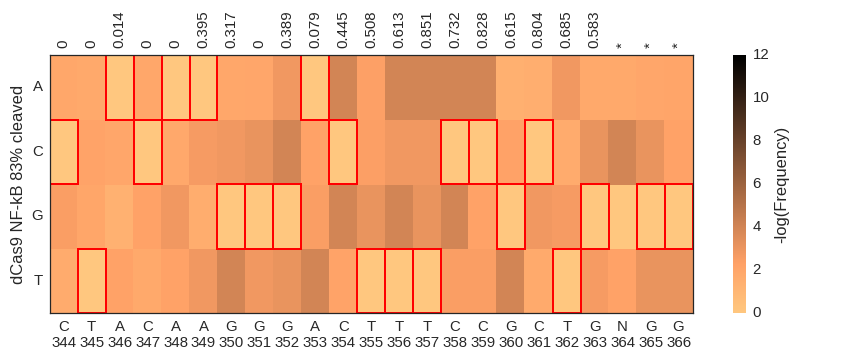 0 0 0.014 0 0 0.395 0.317 0 0.389 0.079 0.445 0.508 0.613 0.851 0.732 0.828 0.615 0.804 0.685 0.583 * * *
dCas9 NF-kB 83% cleaved
A
C
G
T
C T A C A A G G G A C T T T C C G C T G N G G
344 345 346 347 348 349 350 351 352 353 354 355 356 357 358 359 360 361 362 363 364 365 366
12
10
8
6
4
2
0
-log(Frequency)